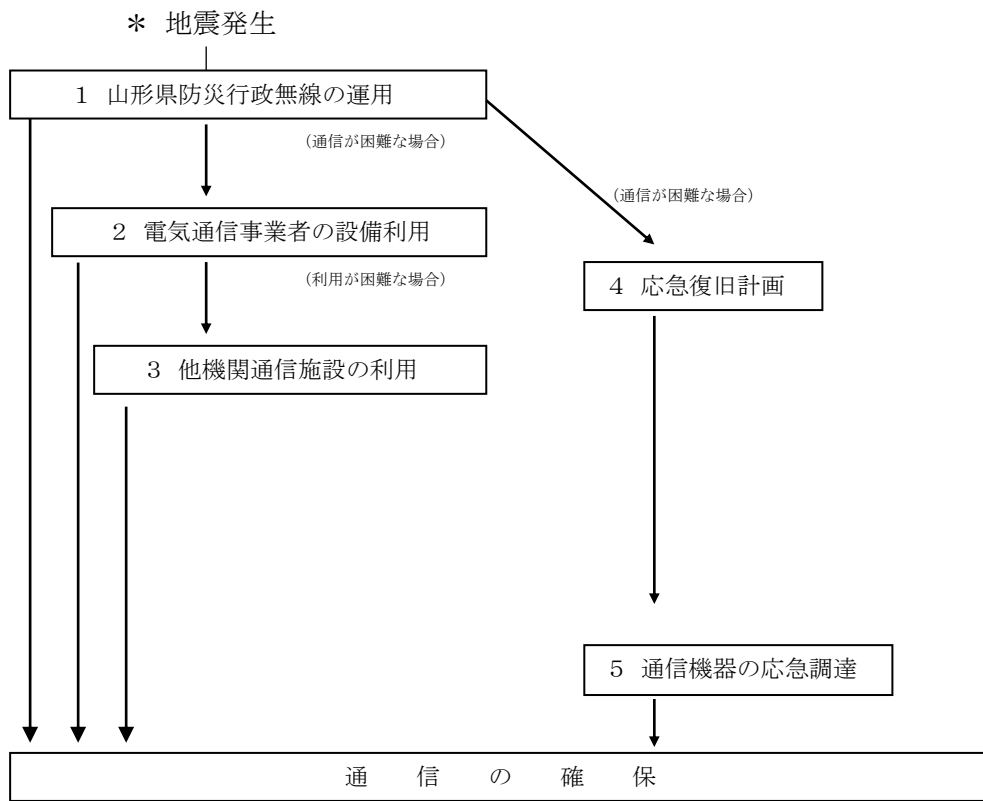 ＊ 地震発生
１ 山形県防災行政無線の運用
（通信が困難な場合）
（通信が困難な場合）
２ 電気通信事業者の設備利用
（利用が困難な場合）
４ 応急復旧計画
３ 他機関通信施設の利用
５ 通信機器の応急調達
通 信 の 確 保